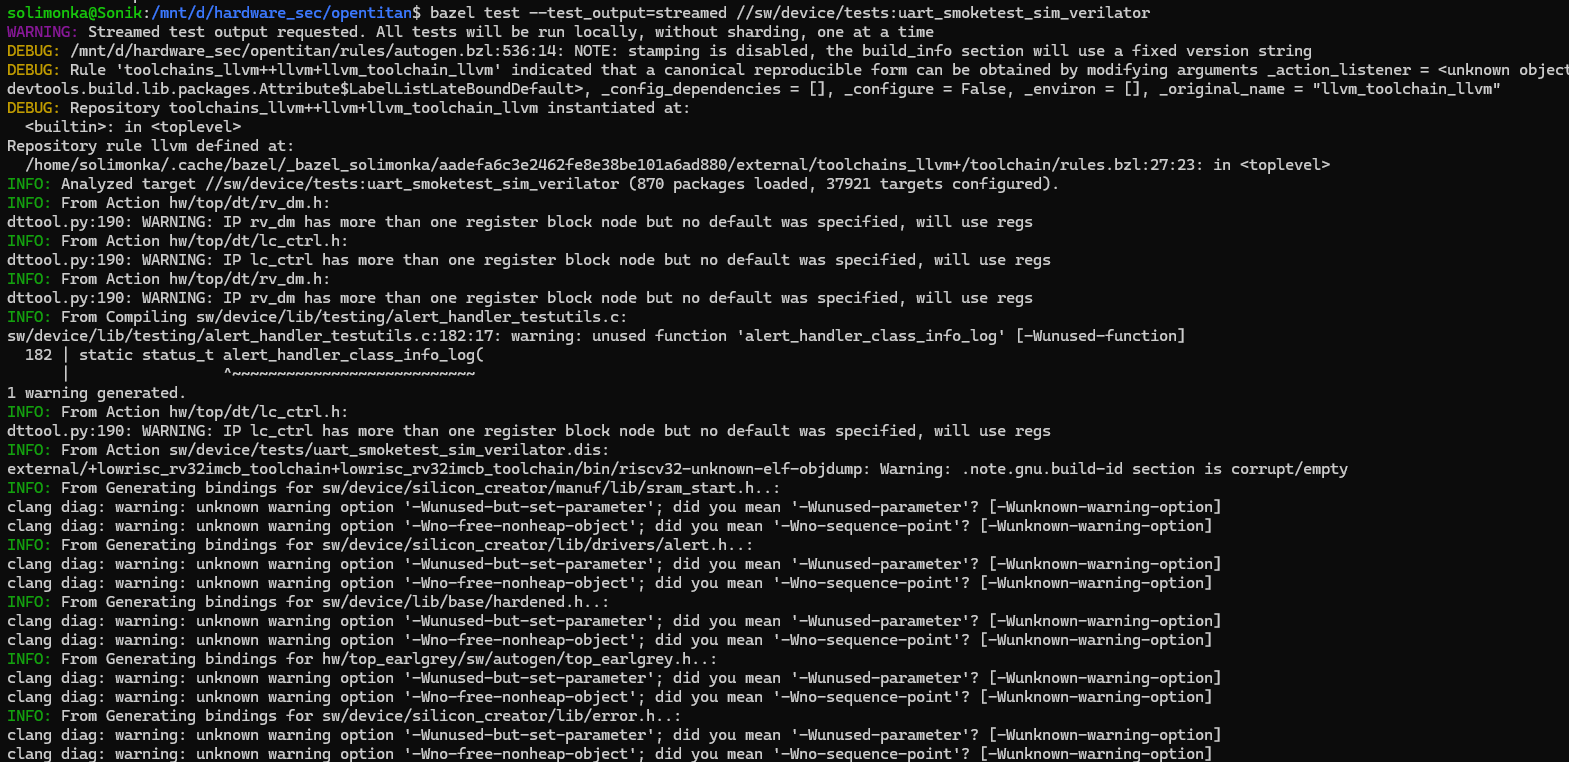 solimonka@Sonik:/mnt/d/hardware_sec/opentitan$ bazel test --test_output=streamed //sw/device/tests:uart_smoketest_sim_verilator
WARNING: Streamed test output requested. All tests will be run locally, without sharding, one at a time
DEBUG: /mnt/d/hardware_sec/opentitan/rules/autogen.bzl:536:14: NOTE: stamping is disabled, the build_info section will use a fixed version string
DEBUG: Rule 'toolchains_llvm++llvm+llvm_toolchain_llvm' indicated that a canonical reproducible form can be obtained by modifying arguments _action_listener = <unknown object
devtools.build.lib.packages.Attribute$LabelListLateBoundDefault>, _config_dependencies = [], _configure = False, _environ = [], _original_name = "llvm_toolchain_llvm"
DEBUG: Repository toolchains_llvm++llvm+llvm_toolchain_llvm instantiated at:
  <builtin>: in <toplevel>
Repository rule llvm defined at:
  /home/solimonka/.cache/bazel/_bazel_solimonka/aadefa6c3e2462fe8e38be101a6ad880/external/toolchains_llvm+/toolchain/rules.bzl:27:23: in <toplevel>
INFO: Analyzed target //sw/device/tests:uart_smoketest_sim_verilator (870 packages loaded, 37921 targets configured).
INFO: From Action hw/top/dt/rv_dm.h:
dttool.py:190: WARNING: IP rv_dm has more than one register block node but no default was specified, will use regs
INFO: From Action hw/top/dt/lc_ctrl.h:
dttool.py:190: WARNING: IP lc_ctrl has more than one register block node but no default was specified, will use regs
INFO: From Action hw/top/dt/rv_dm.h:
dttool.py:190: WARNING: IP rv_dm has more than one register block node but no default was specified, will use regs
INFO: From Compiling sw/device/lib/testing/alert_handler_testutils.c:
sw/device/lib/testing/alert_handler_testutils.c:182:17: warning: unused function 'alert_handler_class_info_log' [-Wunused-function]
  182 | static status_t alert_handler_class_info_log(
      |                 ^~~~~~~~~~~~~~~~~~~~~~~~~~~~
1 warning generated.
INFO: From Action hw/top/dt/lc_ctrl.h:
dttool.py:190: WARNING: IP lc_ctrl has more than one register block node but no default was specified, will use regs
INFO: From Action sw/device/tests/uart_smoketest_sim_verilator.dis:
external/+lowrisc_rv32imcb_toolchain+lowrisc_rv32imcb_toolchain/bin/riscv32-unknown-elf-objdump: Warning: .note.gnu.build-id section is corrupt/empty
INFO: From Generating bindings for sw/device/silicon_creator/manuf/lib/sram_start.h..:
clang diag: warning: unknown warning option '-Wunused-but-set-parameter'; did you mean '-Wunused-parameter'? [-Wunknown-warning-option]
clang diag: warning: unknown warning option '-Wno-free-nonheap-object'; did you mean '-Wno-sequence-point'? [-Wunknown-warning-option]
INFO: From Generating bindings for sw/device/silicon_creator/lib/drivers/alert.h..:
clang diag: warning: unknown warning option '-Wunused-but-set-parameter'; did you mean '-Wunused-parameter'? [-Wunknown-warning-option]
clang diag: warning: unknown warning option '-Wno-free-nonheap-object'; did you mean '-Wno-sequence-point'? [-Wunknown-warning-option]
INFO: From Generating bindings for sw/device/lib/base/hardened.h..:
clang diag: warning: unknown warning option '-Wunused-but-set-parameter'; did you mean '-Wunused-parameter'? [-Wunknown-warning-option]
clang diag: warning: unknown warning option '-Wno-free-nonheap-object'; did you mean '-Wno-sequence-point'? [-Wunknown-warning-option]
INFO: From Generating bindings for hw/top_earlgrey/sw/autogen/top_earlgrey.h..:
clang diag: warning: unknown warning option '-Wunused-but-set-parameter'; did you mean '-Wunused-parameter'? [-Wunknown-warning-option]
clang diag: warning: unknown warning option '-Wno-free-nonheap-object'; did you mean '-Wno-sequence-point'? [-Wunknown-warning-option]
INFO: From Generating bindings for sw/device/silicon_creator/lib/error.h..:
clang diag: warning: unknown warning option '-Wunused-but-set-parameter'; did you mean '-Wunused-parameter'? [-Wunknown-warning-option]
clang diag: warning: unknown warning option '-Wno-free-nonheap-object'; did you mean '-Wno-sequence-point'? [-Wunknown-warning-option]